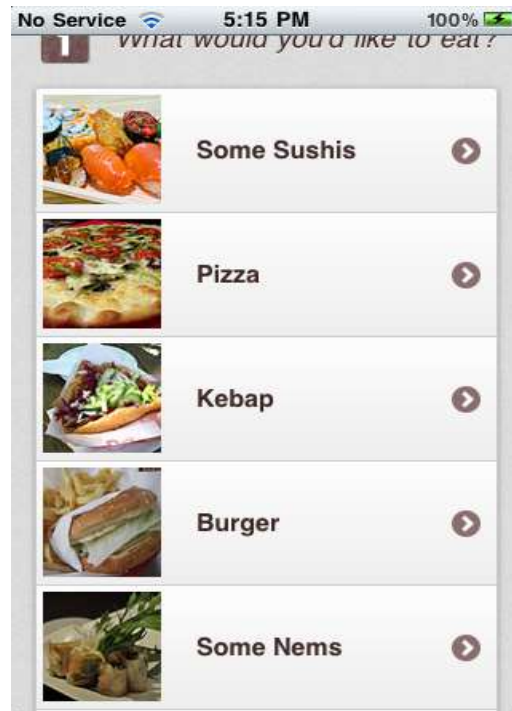 No Service 5:15 PM 100%
1 What would you'd like to eat?
Some Sushis
Pizza
Kebap
Burger
Some Nems